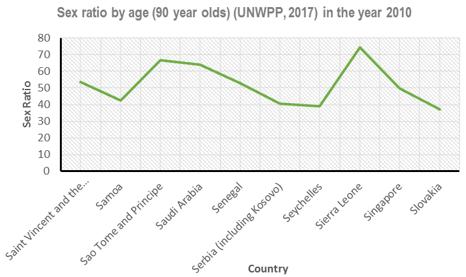 Sex ratio by age (90 year olds) (UNWPP, 2017) in the year 2010
80
70
60
50
40
30
20
10
0
Sex Ratio
Saint Vincent and the...
Samoa
Sao Tome and Principe
Saudi Arabia
Senegal
Serbia (including Kosovo)
Seychelles
Sierra Leone
Singapore
Slovakia
Country